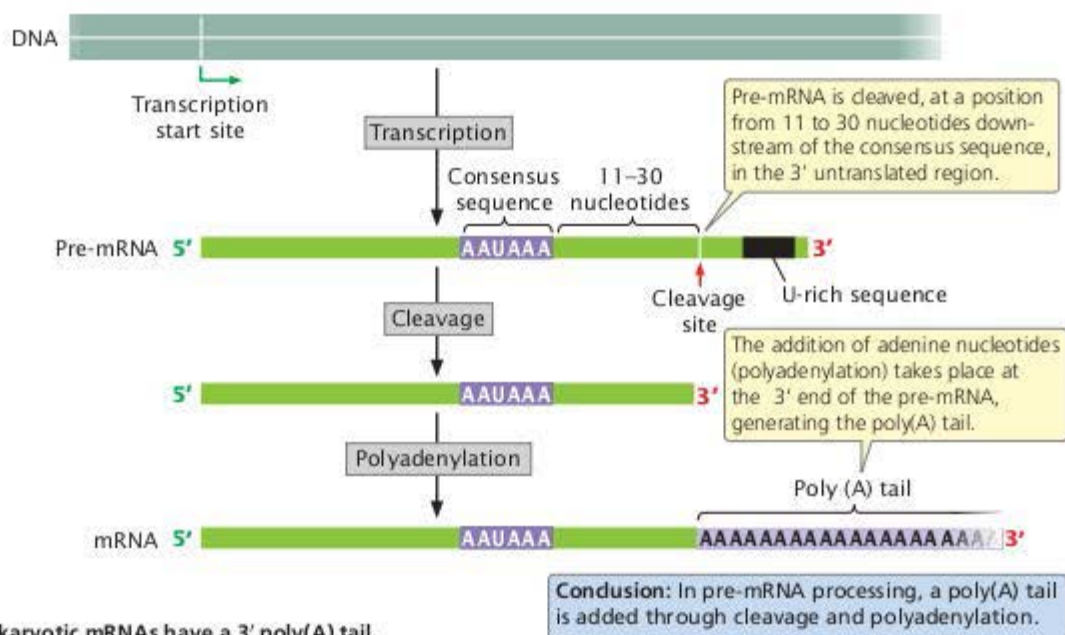 DNA
Transcription
start site
Transcription
Pre-mRNA is cleaved, at a position
from 11 to 30 nucleotides down-
stream of the consensus sequence,
in the 3′ untranslated region.
Consensus
sequence
11–30
nucleotides
Pre-mRNA 5′ AAUAAA 3′
Cleavage
site
U-rich sequence
Cleavage
The addition of adenine nucleotides
(polyadenylation) takes place at
the 3′ end of the pre-mRNA,
generating the poly(A) tail.
5′ AAUAAA 3′
Polyadenylation
Poly (A) tail
mRNA 5′ AAUAAA AAAAAAAAAAAAAAAAAAA 3′
Conclusion: In pre-mRNA processing, a poly(A) tail
is added through cleavage and polyadenylation.
mRNAs have a 3′ poly(A) tail